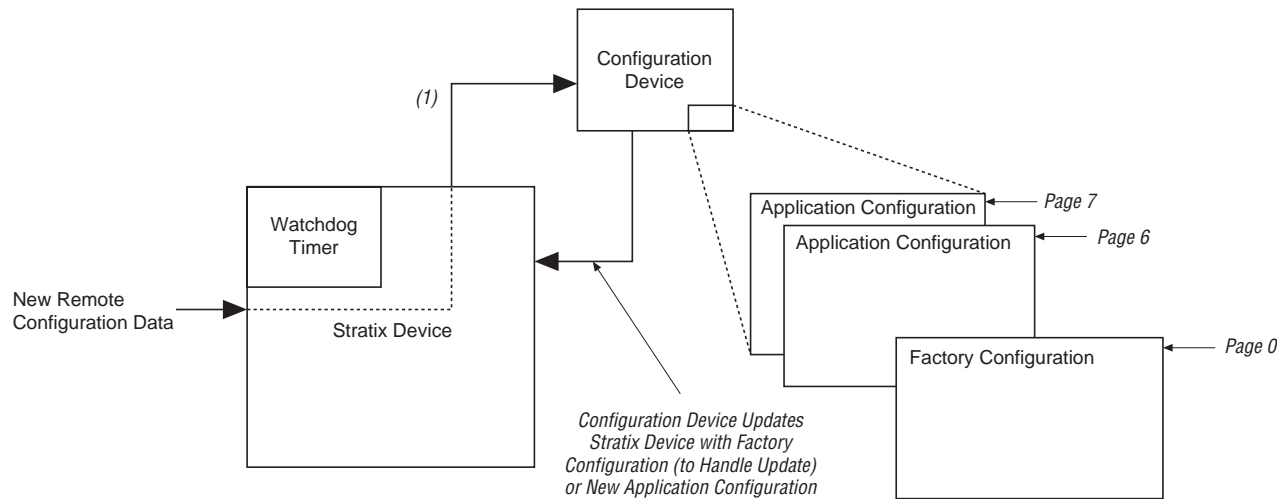 Configuration
Device
(1)
Application Configuration
Page 7
Watchdog
Timer
Application Configuration
Page 6
New Remote
Configuration Data
Stratix Device
Factory Configuration
Page 0
Configuration Device Updates
Stratix Device with Factory
Configuration (to Handle Update)
or New Application Configuration